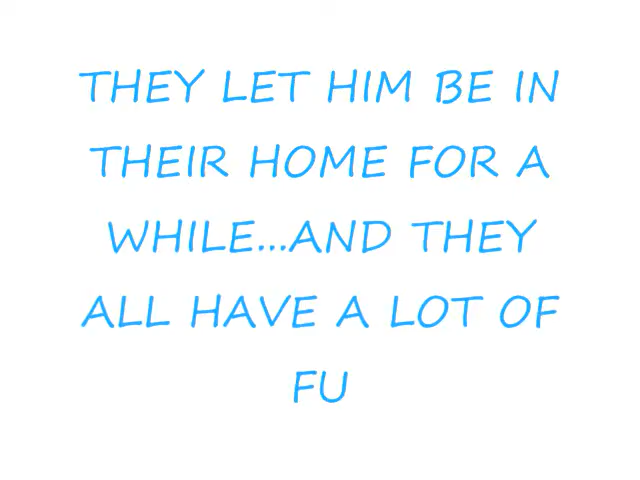 THEY LET HIM BE IN
THEIR HOME FOR A
WHILE...AND THEY
ALL HAVE A LOT OF
FU